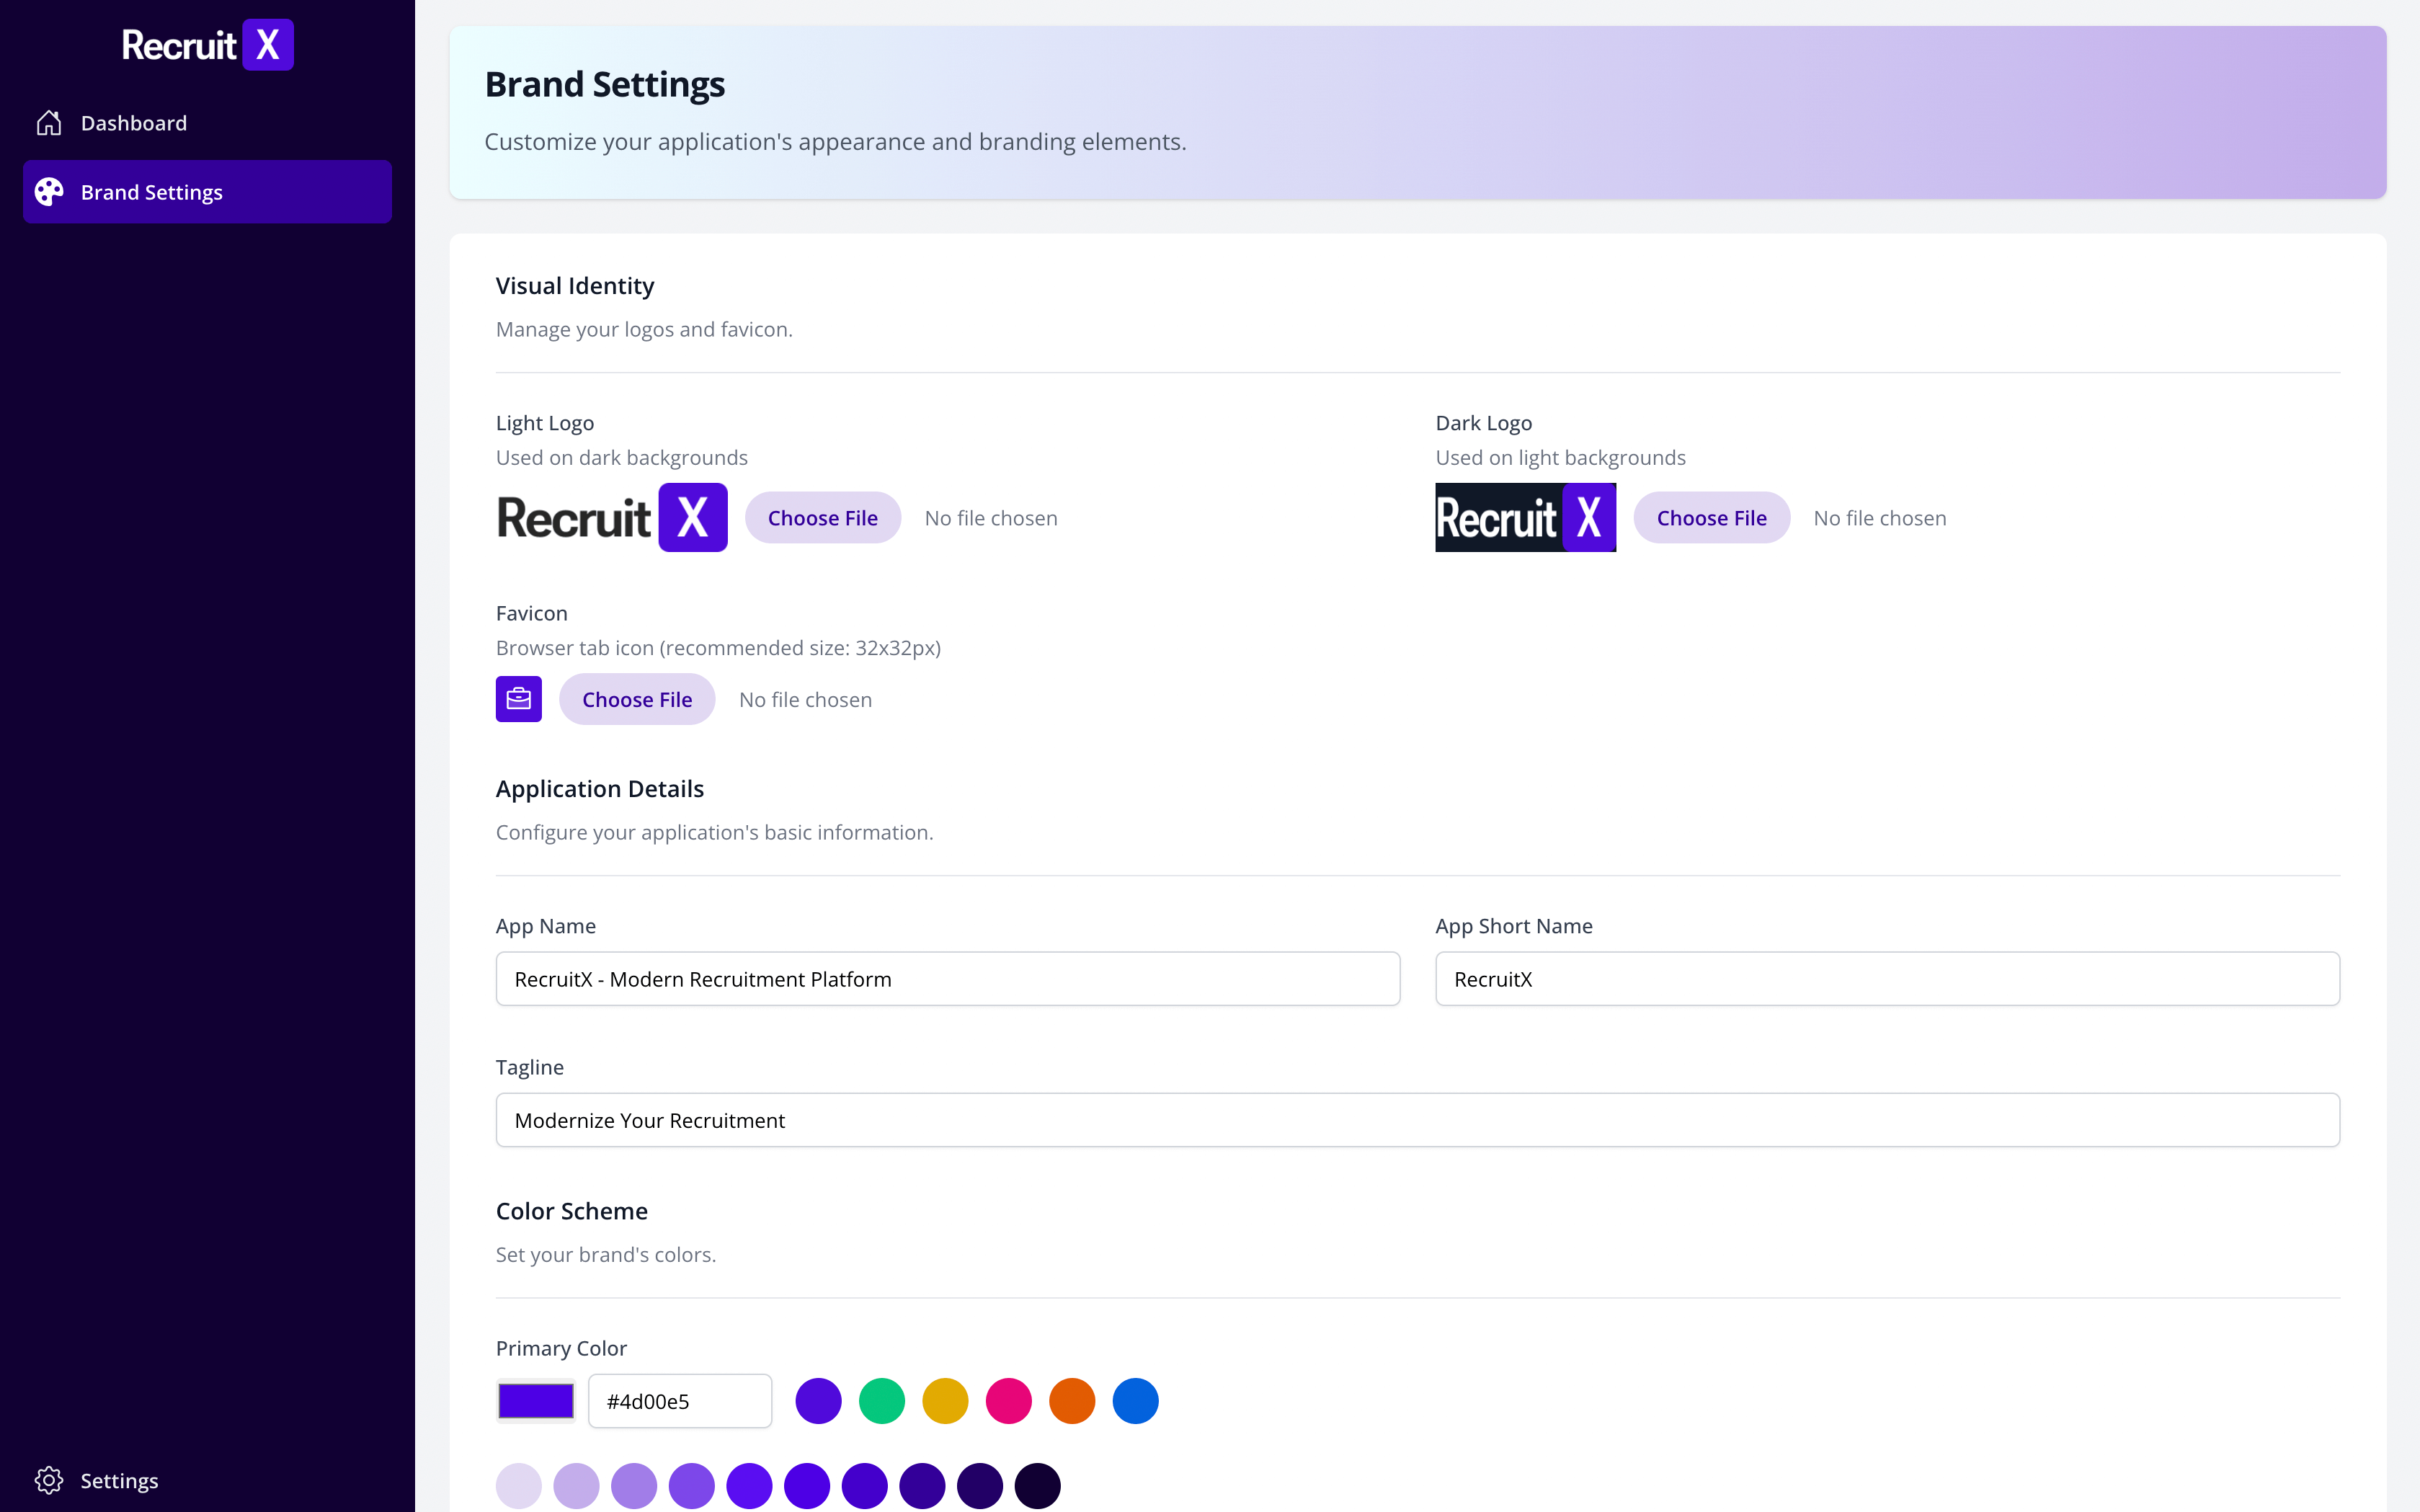 Recruit X
Dashboard
Brand Settings
Settings
Brand Settings
Customize your application's appearance and branding elements.
Visual Identity
Manage your logos and favicon.
Light Logo
Used on dark backgrounds
Recruit X
Choose File
No file chosen
Dark Logo
Used on light backgrounds
Recruit X
Choose File
No file chosen
Favicon
Browser tab icon (recommended size: 32x32px)
Choose File
No file chosen
Application Details
Configure your application's basic information.
App Name
RecruitX - Modern Recruitment Platform
App Short Name
RecruitX
Tagline
Modernize Your Recruitment
Color Scheme
Set your brand's colors.
Primary Color
#4d00e5